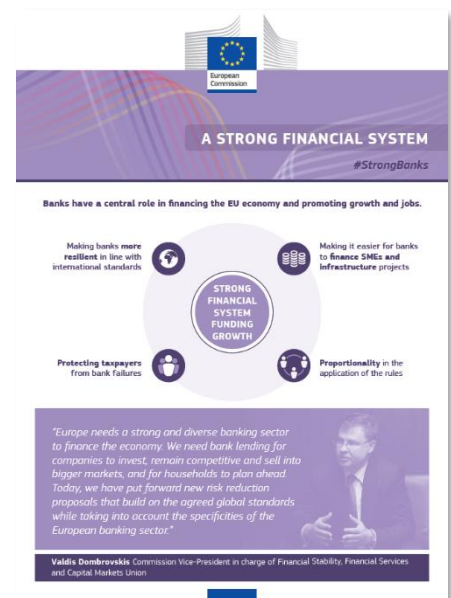 European
Commission
A STRONG FINANCIAL SYSTEM
#StrongBanks
Banks have a central role in financing the EU economy and promoting growth and jobs.
Making banks more
resilient in line with
international standards
Making it easier for banks
to finance SMEs and
infrastructure projects
STRONG
FINANCIAL
SYSTEM
FUNDING
GROWTH
Protecting taxpayers
from bank failures
Proportionality in the
application of the rules
"Europe needs a strong and diverse banking sector
to finance the economy. We need bank lending for
companies to invest, remain competitive and sell into
bigger markets, and for households to plan ahead.
Today, we have put forward new risk reduction
proposals that build on the agreed global standards
while taking into account the specificities of the
European banking sector."
Valdis Dombrovskis Commission Vice-President in charge of Financial Stability, Financial Services
and Capital Markets Union